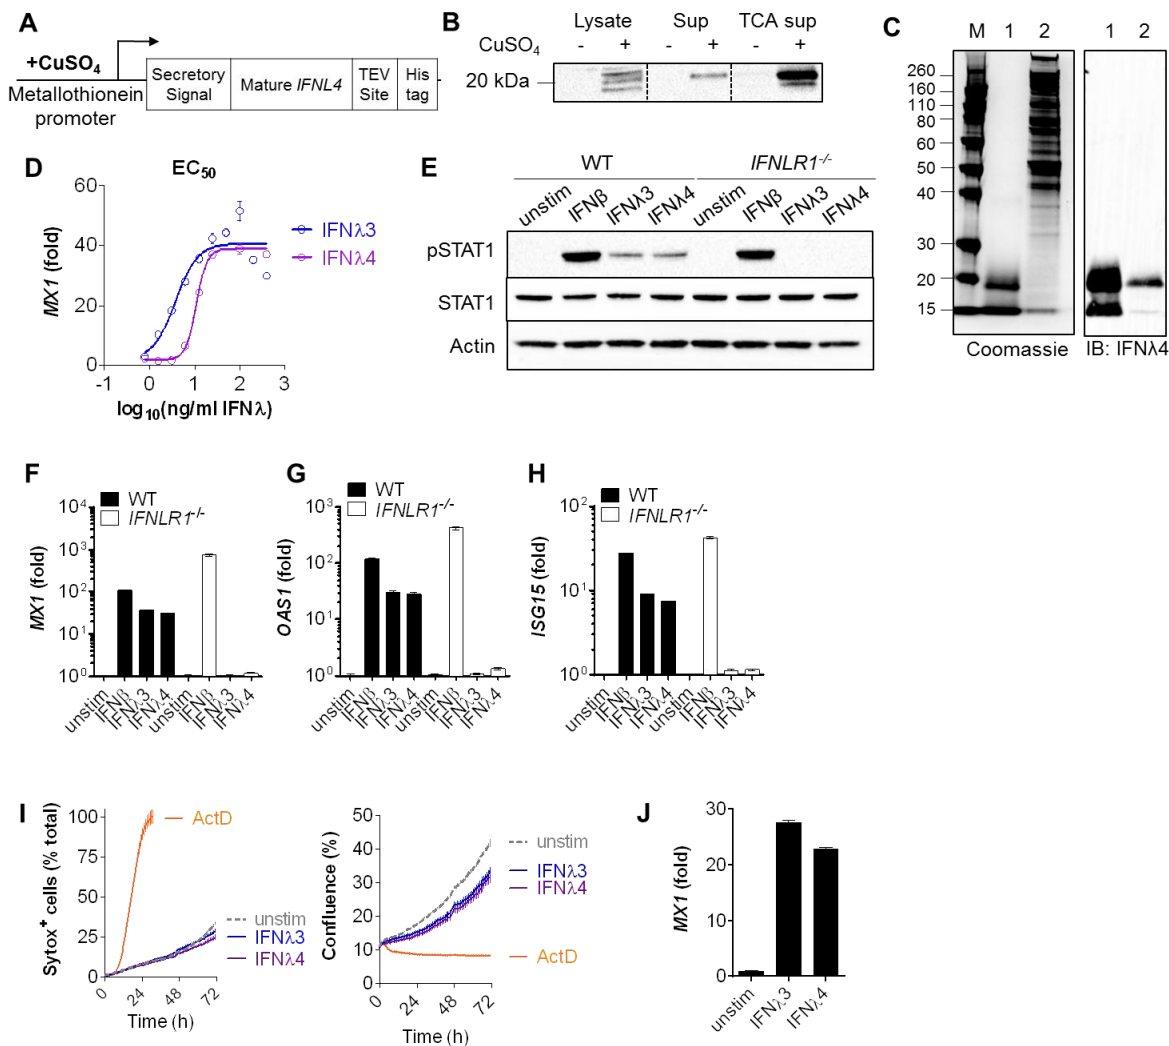 A
+CuSO4
Metallothionein
promoter
Secretory
Signal
Mature IFNL4
TEV
Site
His
tag
B
Lysate
Sup
TCA sup
CuSO4
- + - + - +
20 kDa
C
M 1 2
1 2
260
160
110
80
60
50
40
30
20
15
Coomassie
IB: IFNλ4
D
EC50
MX1 (fold)
60
40
20
0
-1 0 1 2 3
log10(ng/ml IFNλ)
IFNλ3
IFNλ4
E
WT
IFNLR1-/-
unstim
IFNβ
IFNλ3
IFNλ4
unstim
IFNβ
IFNλ3
IFNλ4
pSTAT1
STAT1
Actin
F
WT
IFNLR1-/-
MX1 (fold)
10^4
10^3
10^2
10^1
10^0
unstim
IFNβ
IFNλ3
IFNλ4
unstim
IFNβ
IFNλ3
IFNλ4
G
WT
IFNLR1-/-
OAS1 (fold)
10^3
10^2
10^1
10^0
unstim
IFNβ
IFNλ3
IFNλ4
unstim
IFNβ
IFNλ3
IFNλ4
H
WT
IFNLR1-/-
ISG15 (fold)
10^2
10^1
10^0
unstim
IFNβ
IFNλ3
IFNλ4
unstim
IFNβ
IFNλ3
IFNλ4
I
Sytox+ cells (% total)
100
75
50
25
0
0 24 48 72
Time (h)
ActD
unstim
IFNλ3
IFNλ4
Confluence (%)
50
40
30
20
10
0
0 24 48 72
Time (h)
unstim
IFNλ3
IFNλ4
ActD
J
MX1 (fold)
30
20
10
0
unstim
IFNλ3
IFNλ4